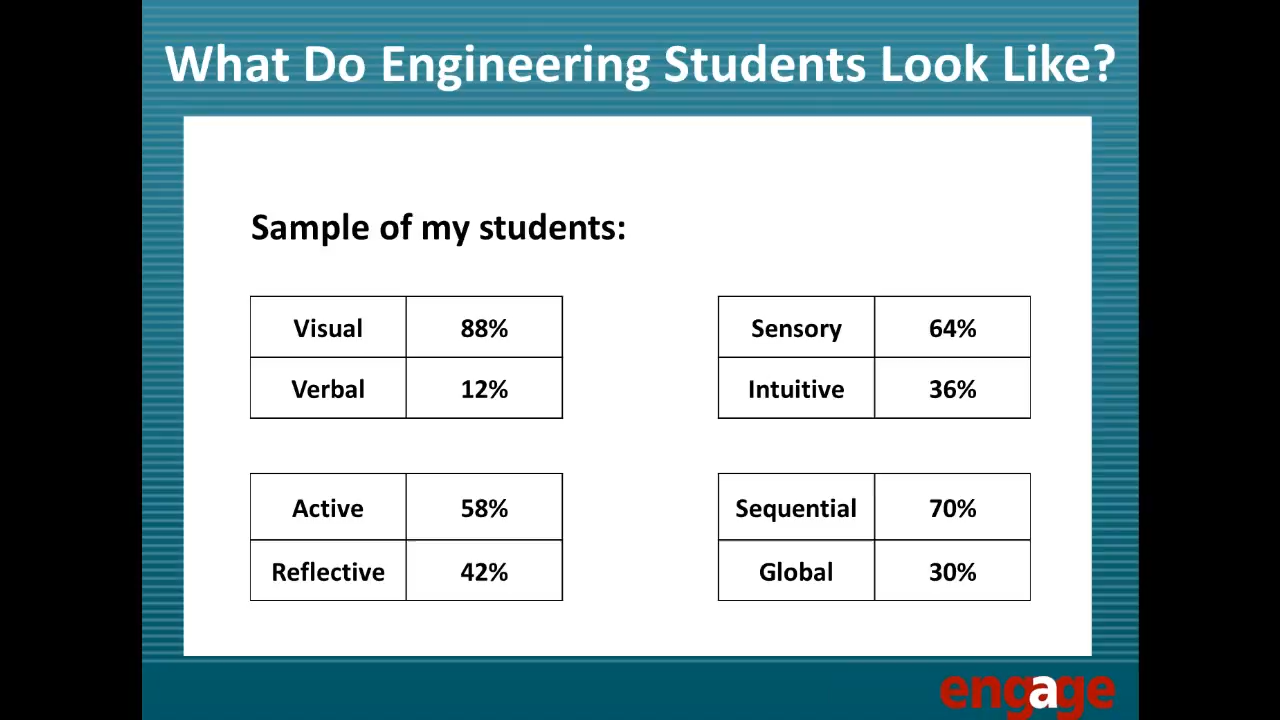 What Do Engineering Students Look Like?
Sample of my students:
Visual 88%
Verbal 12%
Sensory 64%
Intuitive 36%
Active 58%
Reflective 42%
Sequential 70%
Global 30%
engage